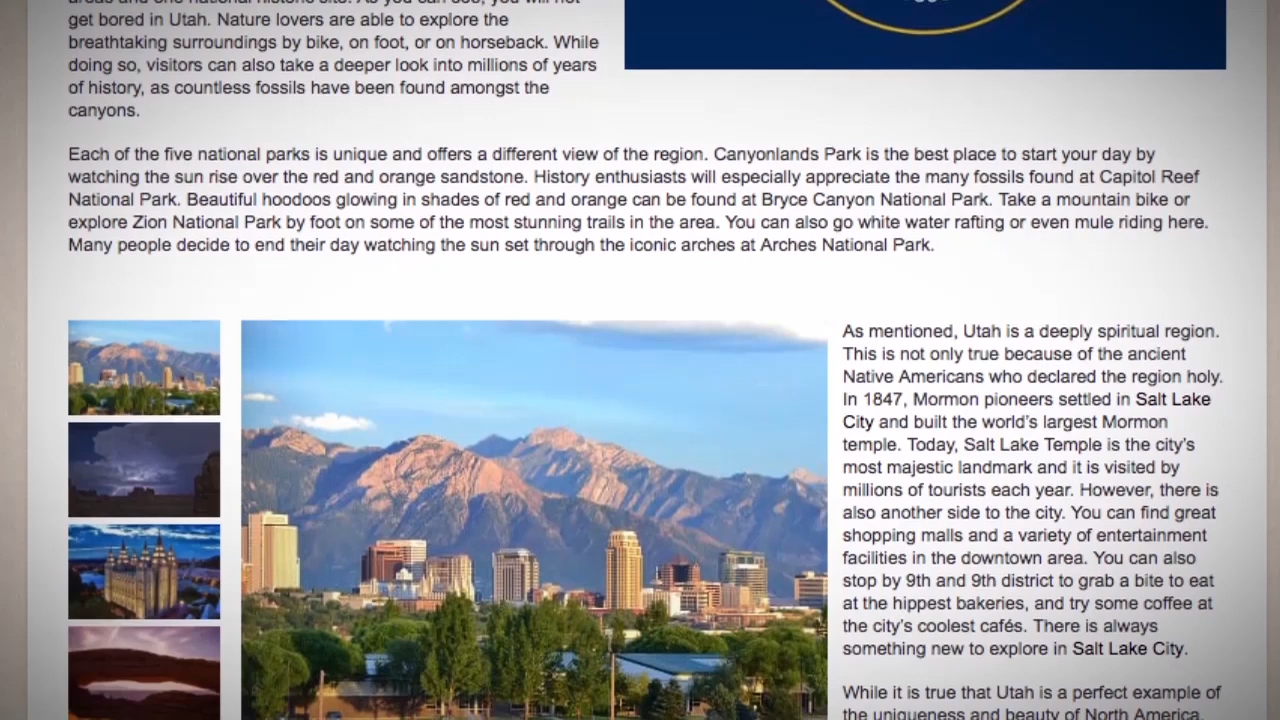 get bored in Utah. Nature lovers are able to explore the
breathtaking surroundings by bike, on foot, or on horseback. While
doing so, visitors can also take a deeper look into millions of years
of history, as countless fossils have been found amongst the
canyons.
Each of the five national parks is unique and offers a different view of the region. Canyonlands Park is the best place to start your day by
watching the sun rise over the red and orange sandstone. History enthusiasts will especially appreciate the many fossils found at Capitol Reef
National Park. Beautiful hoodoos glowing in shades of red and orange can be found at Bryce Canyon National Park. Take a mountain bike or
explore Zion National Park by foot on some of the most stunning trails in the area. You can also go white water rafting or even mule riding here.
Many people decide to end their day watching the sun set through the iconic arches at Arches National Park.
As mentioned, Utah is a deeply spiritual region.
This is not only true because of the ancient
Native Americans who declared the region holy.
In 1847, Mormon pioneers settled in Salt Lake
City and built the world's largest Mormon
temple. Today, Salt Lake Temple is the city's
most majestic landmark and it is visited by
millions of tourists each year. However, there is
also another side to the city. You can find great
shopping malls and a variety of entertainment
facilities in the downtown area. You can also
stop by 9th and 9th district to grab a bite to eat
at the hippest bakeries, and try some coffee at
the city's coolest cafés. There is always
something new to explore in Salt Lake City.
While it is true that Utah is a perfect example of
the uniqueness and beauty of North America